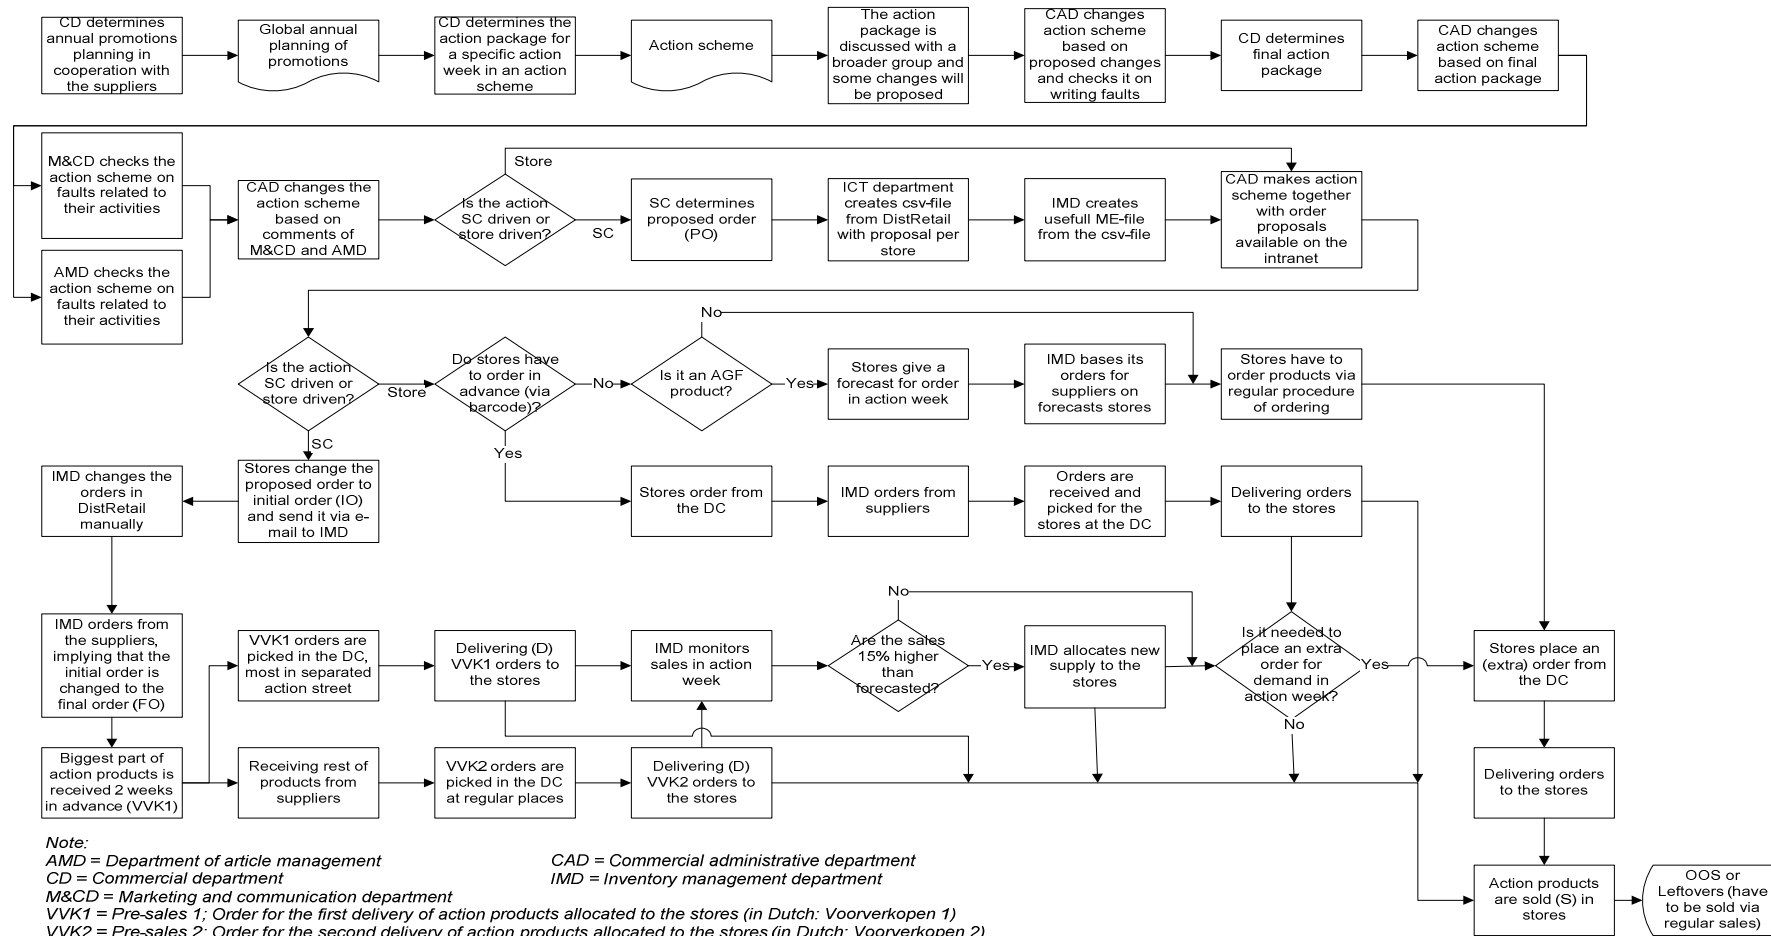 CD determines
annual promotions
planning in
cooperation with
the suppliers
Global annual
planning of
promotions
CD determines the
action package for
a specific action
week in an action
scheme
Action scheme
The action
package is
discussed with a
broader group and
some changes will
be proposed
CAD changes
action scheme
based on
proposed changes
and checks it on
writing faults
CD determines
final action
package
CAD changes
action scheme
based on final
action package
M&CD checks the
action scheme on
faults related to
their activities
AMD checks the
action scheme on
faults related to
their activities
CAD changes the
action scheme
based on
comments of
M&CD and AMD
Is the action
SC driven or
store driven?
Store
SC
SC determines
proposed order
(PO)
ICT department
creates csv-file
from DistRetail
with proposal per
store
IMD creates
usefull ME-file
from the csv-file
CAD makes action
scheme together
with order
proposals
available on the
intranet
Is the action
SC driven or
store driven?
Store
SC
Do stores have
to order in
advance (via
barcode)?
No
Yes
Is it an AGF
product?
No
Yes
Stores give a
forecast for order
in action week
IMD bases its
orders for
suppliers on
forecasts stores
Stores have to
order products via
regular procedure
of ordering
IMD changes the
orders in
DistRetail
manually
Stores change the
proposed order to
initial order (IO)
and send it via e-
mail to IMD
Stores order from
the DC
IMD orders from
suppliers
Orders are
received and
picked for the
stores at the DC
Delivering orders
to the stores
IMD orders from
the suppliers,
implying that the
initial order is
changed to the
final order (FO)
VVK1 orders are
picked in the DC,
most in separated
action street
Delivering (D)
VVK1 orders to
the stores
IMD monitors
sales in action
week
Are the sales
15% higher
than
forecasted?
No
Yes
IMD allocates new
supply to the
stores
Is it needed to
place an extra
order for
demand in
action week?
Yes
No
Stores place an
(extra) order from
the DC
Biggest part of
action products is
received 2 weeks
in advance (VVK1)
Receiving rest of
products from
suppliers
VVK2 orders are
picked in the DC
at regular places
Delivering (D)
VVK2 orders to
the stores
Delivering orders
to the stores
Action products
are sold (S) in
stores
OOS or
Leftovers (have
to be sold via
regular sales)
Note:
AMD = Department of article management
CAD = Commercial administrative department
CD = Commercial department
IMD = Inventory management department
M&CD = Marketing and communication department
VVK1 = Pre-sales 1; Order for the first delivery of action products allocated to the stores (in Dutch: Voorverkopen 1)
VVK2 = Pre-sales 2; Order for the second delivery of action products allocated to the stores (in Dutch: Voorverkopen 2)